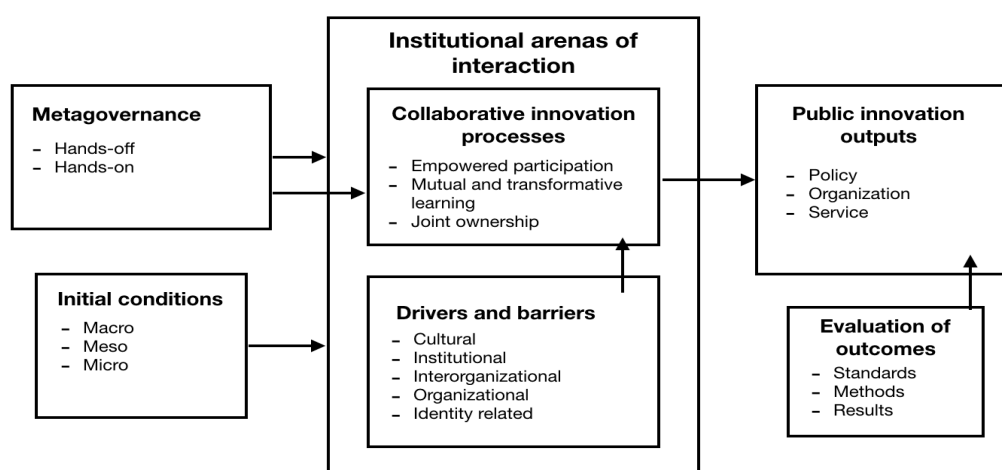 Metagovernance
– Hands-off
– Hands-on
Initial conditions
– Macro
– Meso
– Micro
Institutional arenas of
interaction
Collaborative innovation
processes
– Empowered participation
– Mutual and transformative
learning
– Joint ownership
Drivers and barriers
– Cultural
– Institutional
– Interorganizational
– Organizational
– Identity related
Public innovation
outputs
– Policy
– Organization
– Service
Evaluation of
outcomes
– Standards
– Methods
– Results